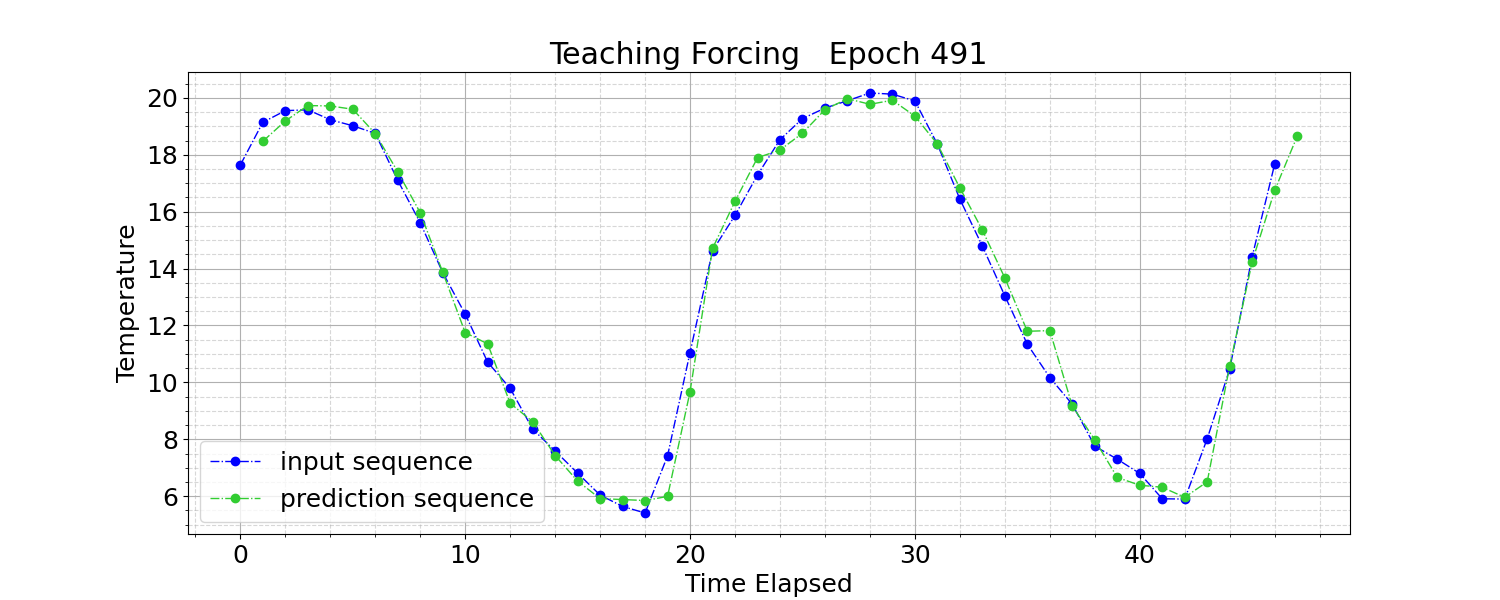 Teaching Forcing   Epoch 491
20
18
16
14
12
10
8
6
Temperature
input sequence
prediction sequence
0 10 20 30 40
Time Elapsed